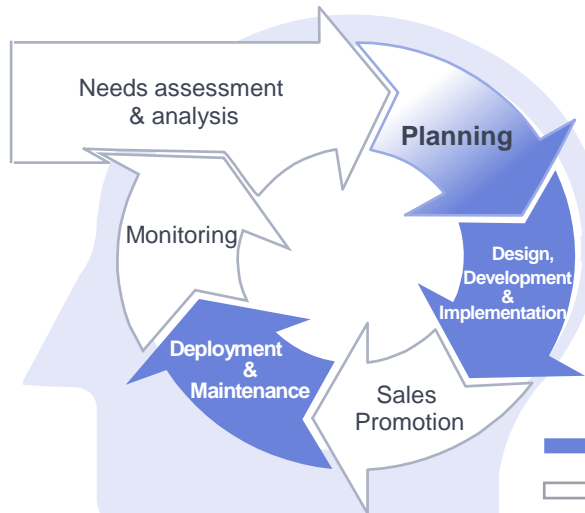 Needs assessment
& analysis
Planning
Design,
Development
&
Implementation
Sales
Promotion
Deployment
&
Maintenance
Monitoring